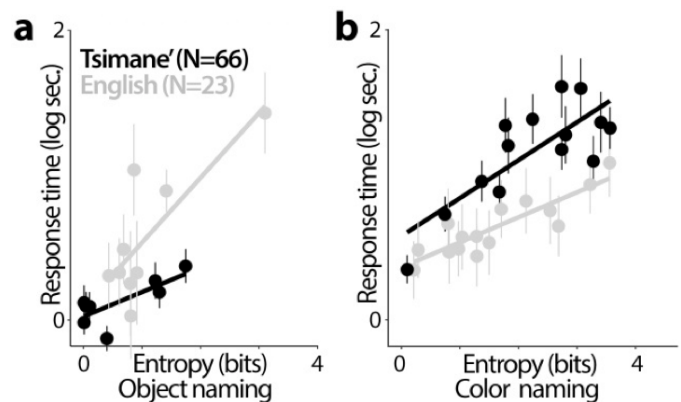 a
2
Tsimane’ (N=66)
English (N=23)
Response time (log sec.)
0
0
Entropy (bits)
4
Object naming
b
2
Response time (log sec.)
0
0
Entropy (bits)
4
Color naming